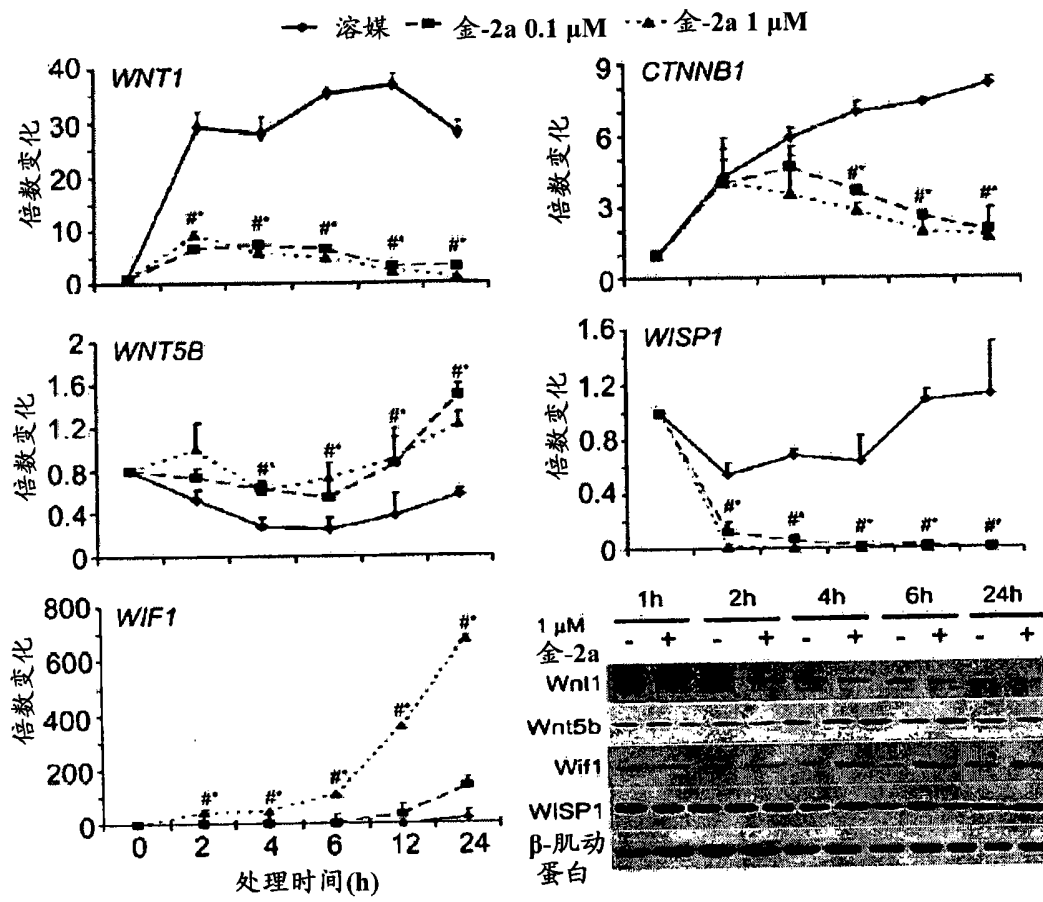 溶媒 金-2a 0.1 μM 金-2a 1 μM
WNT1
倍数变化
40
30
20
10
0
#* #* #* #* #*
CTNNB1
倍数变化
9
6
3
0
#* #* #*
WNT5B
倍数变化
2
1.6
1.2
0.8
0.4
0
#* #* #* #*
WISP1
倍数变化
1.6
1.2
0.8
0.4
0
#* #* #* #* #*
WIF1
倍数变化
800
600
400
200
0
#* #* #* #* #*
0 2 4 6 12 24
处理时间(h)
1h 2h 4h 6h 24h
1 μM
金-2a
- + - + - + - + - +
Wnt1
Wnt5b
Wif1
WISP1
β-肌动
蛋白